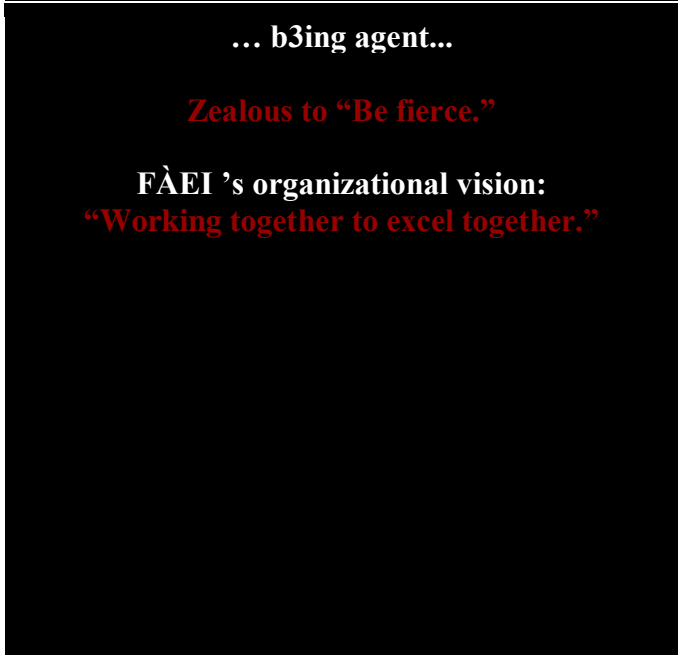 … b3ing agent...
Zealous to “Be fierce.”
FÀEI ’s organizational vision:
“Working together to excel together.”